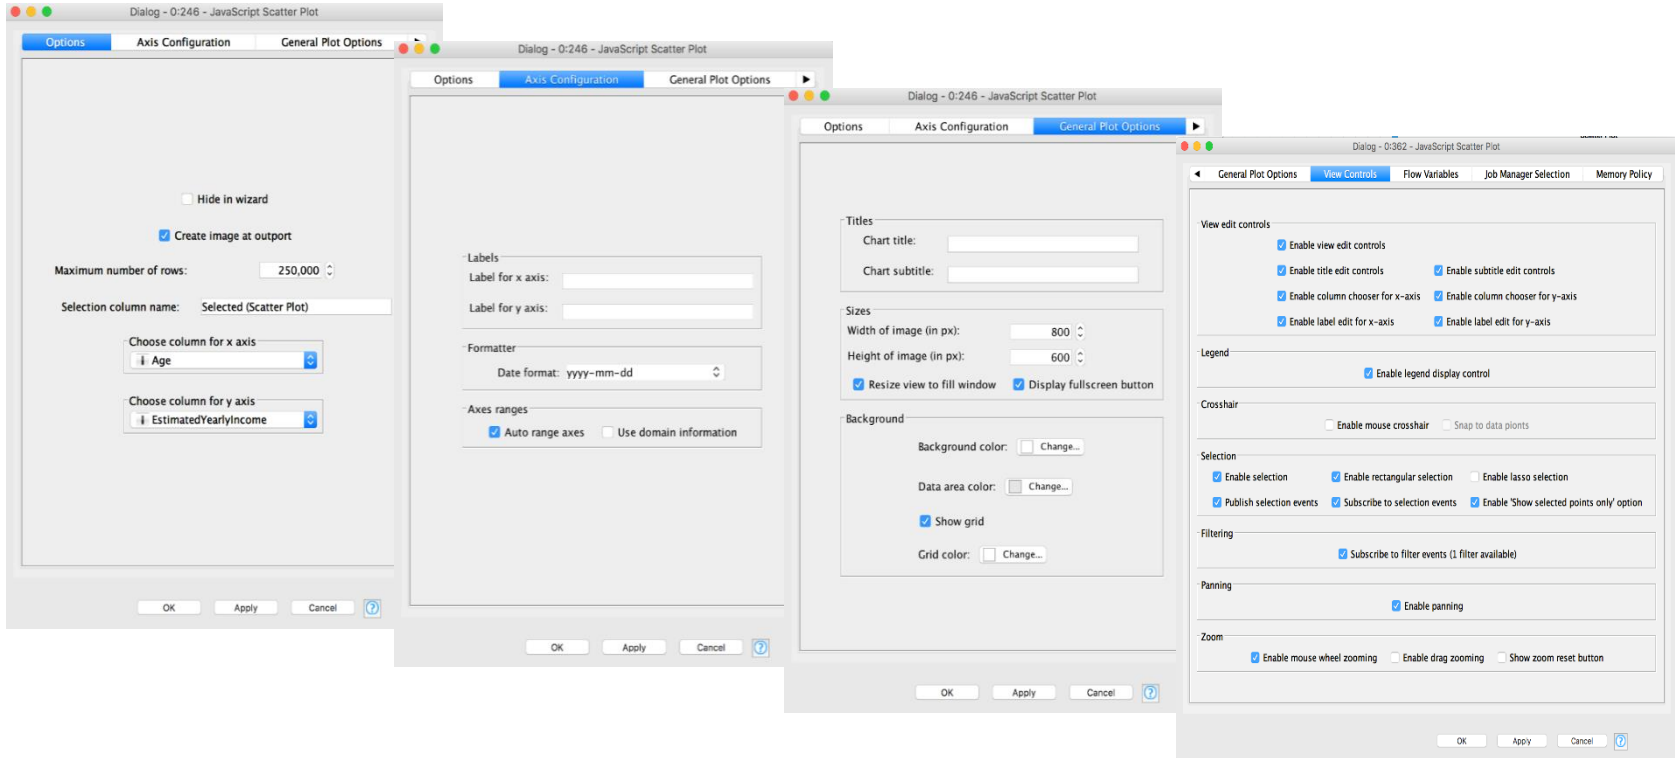 Dialog - 0:246 - JavaScript Scatter Plot
Options Axis Configuration General Plot Options
Hide in wizard
Create image at outport
Maximum number of rows: 250,000
Selection column name: Selected (Scatter Plot)
Choose column for x axis
Age
Choose column for y axis
EstimatedYearlyIncome
OK Apply Cancel ?
Dialog - 0:246 - JavaScript Scatter Plot
Options Axis Configuration General Plot Options
Labels
Label for x axis:
Label for y axis:
Formatter
Date format: yyyy-mm-dd
Axes ranges
Auto range axes Use domain information
OK Apply Cancel ?
Dialog - 0:246 - JavaScript Scatter Plot
Options Axis Configuration General Plot Options
Titles
Chart title:
Chart subtitle:
Sizes
Width of image (in px): 800
Height of image (in px): 600
Resize view to fill window Display fullscreen button
Background
Background color: Change...
Data area color: Change...
Show grid
Grid color: Change...
OK Apply Cancel ?
Dialog - 0:362 - JavaScript Scatter Plot
General Plot Options View Controls Flow Variables Job Manager Selection Memory Policy
View edit controls
Enable view edit controls
Enable title edit controls Enable subtitle edit controls
Enable column chooser for x-axis Enable column chooser for y-axis
Enable label edit for x-axis Enable label edit for y-axis
Legend
Enable legend display control
Crosshair
Enable mouse crosshair Snap to data pionts
Selection
Enable selection Enable rectangular selection Enable lasso selection
Publish selection events Subscribe to selection events Enable 'Show selected points only' option
Filtering
Subscribe to filter events (1 filter available)
Panning
Enable panning
Zoom
Enable mouse wheel zooming Enable drag zooming Show zoom reset button
OK Apply Cancel ?